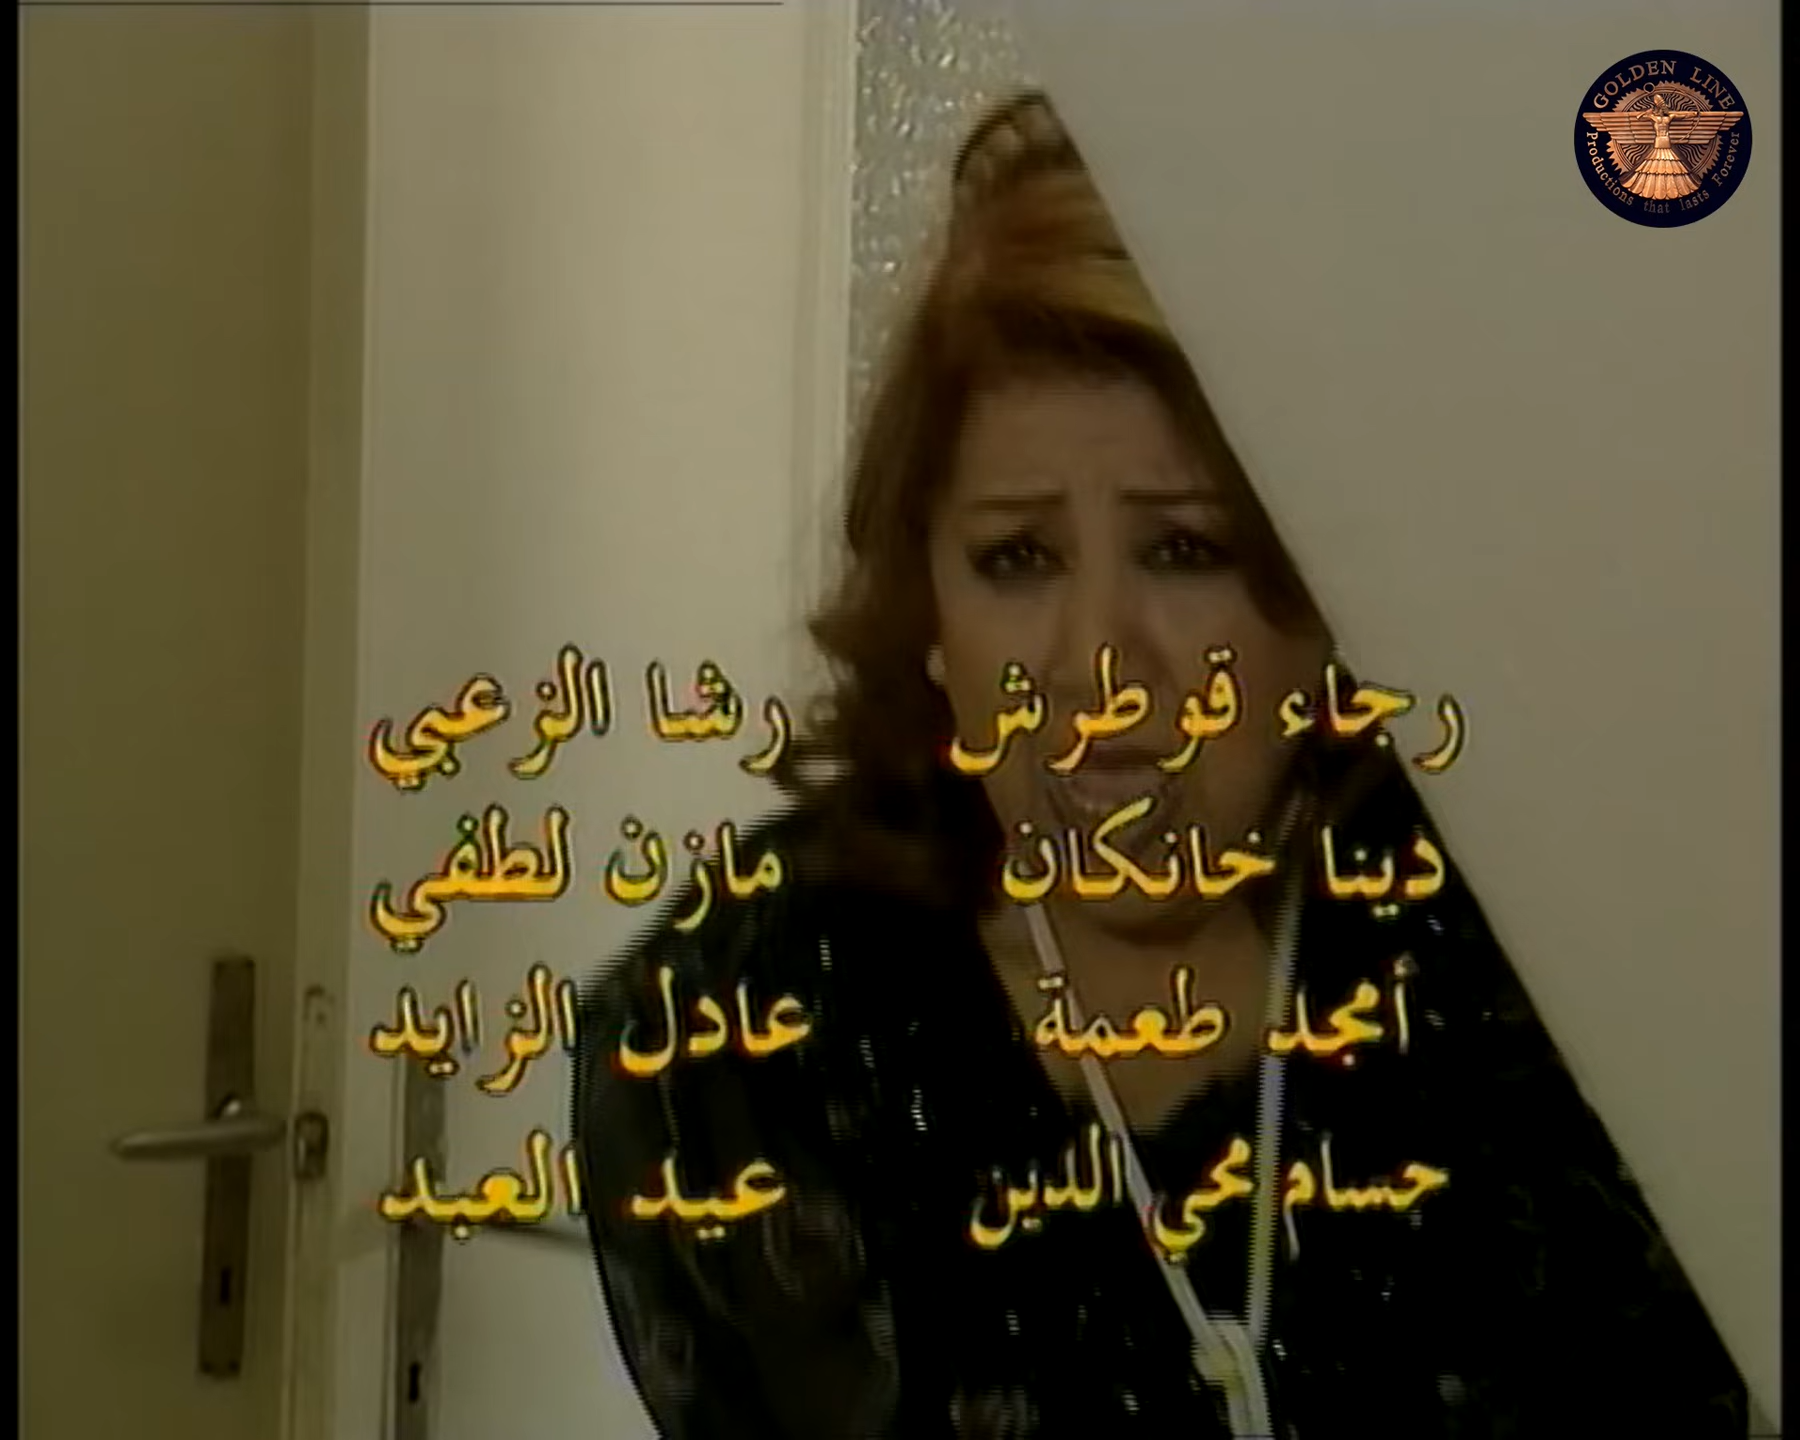 GOLDEN LINE
Productions that lasts Forever
رجاء قوطرش رشا الزعبي
دينا خانكان مازن لطفي
أمجد طعمة عادل الزايد
حسام محي الدين عيد العبد